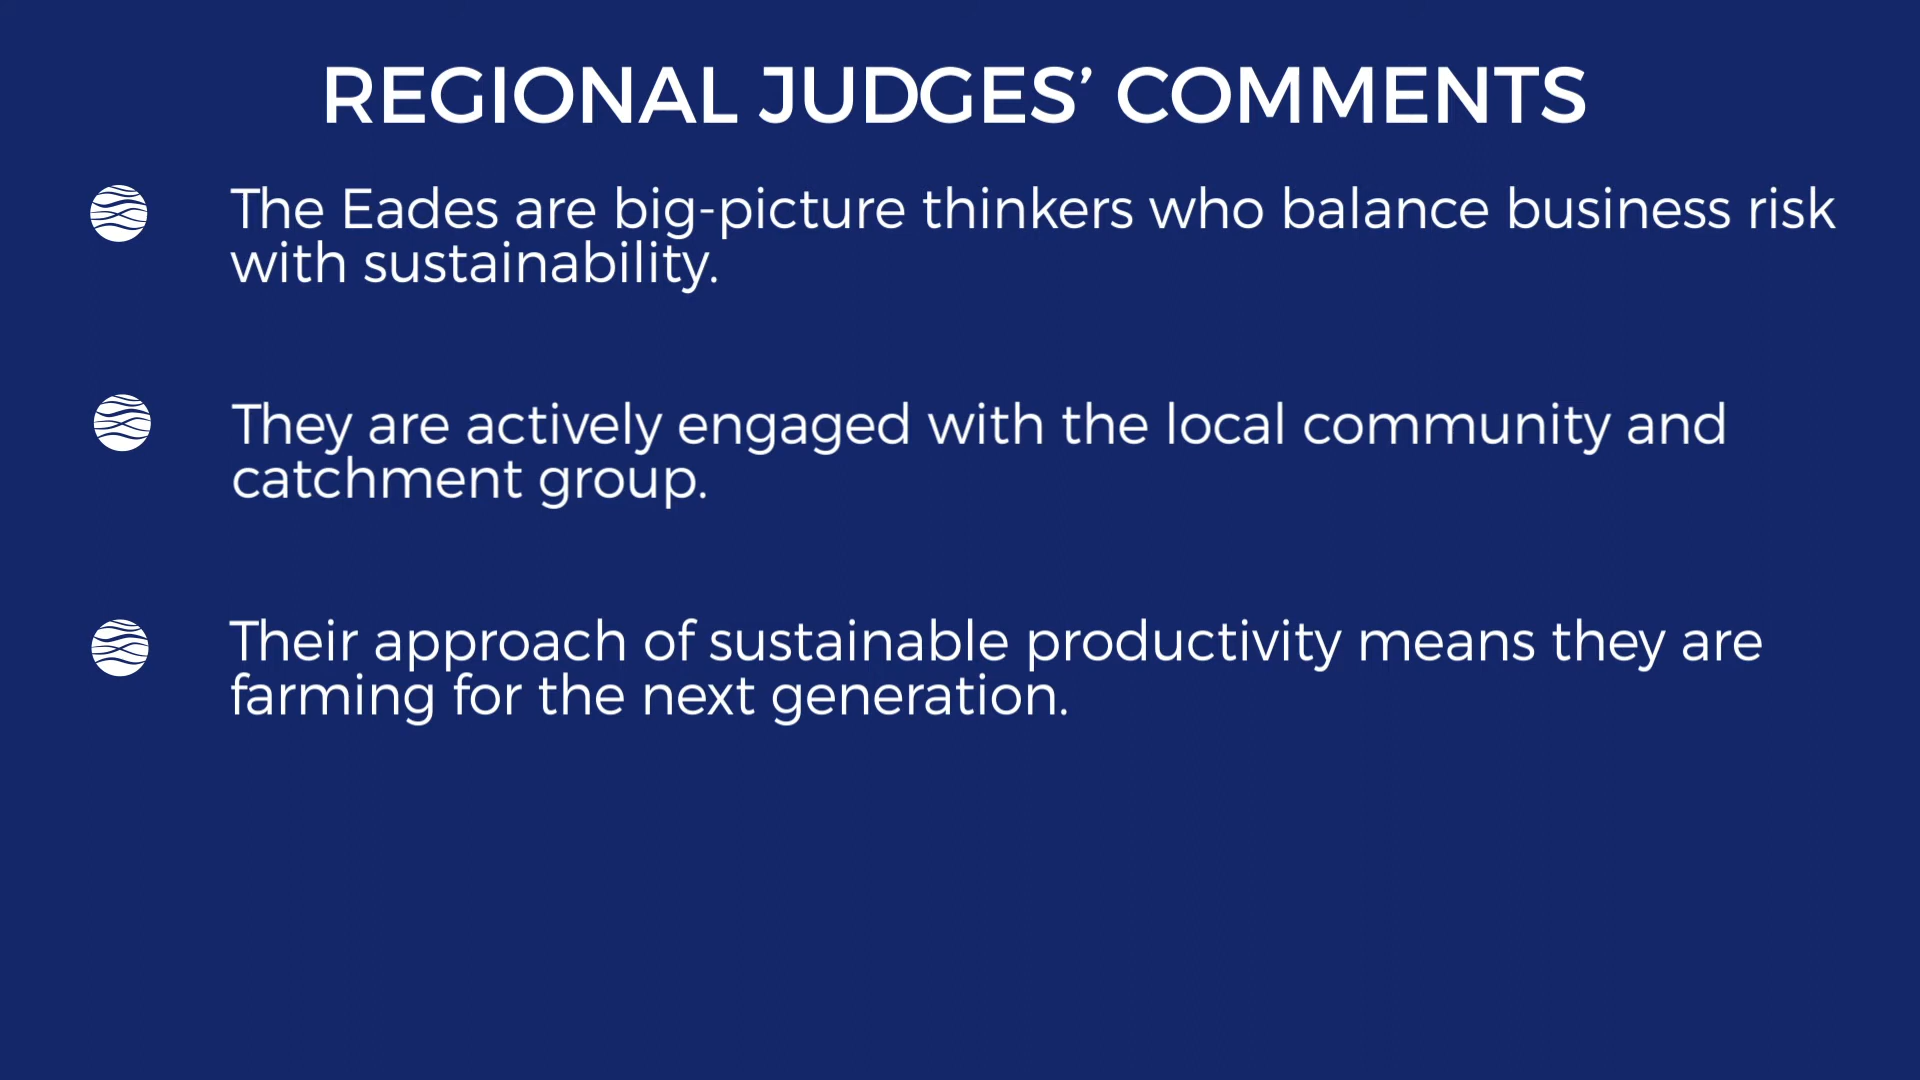 REGIONAL JUDGES’ COMMENTS
The Eades are big-picture thinkers who balance business risk
with sustainability.
They are actively engaged with the local community and
catchment group.
Their approach of sustainable productivity means they are
farming for the next generation.